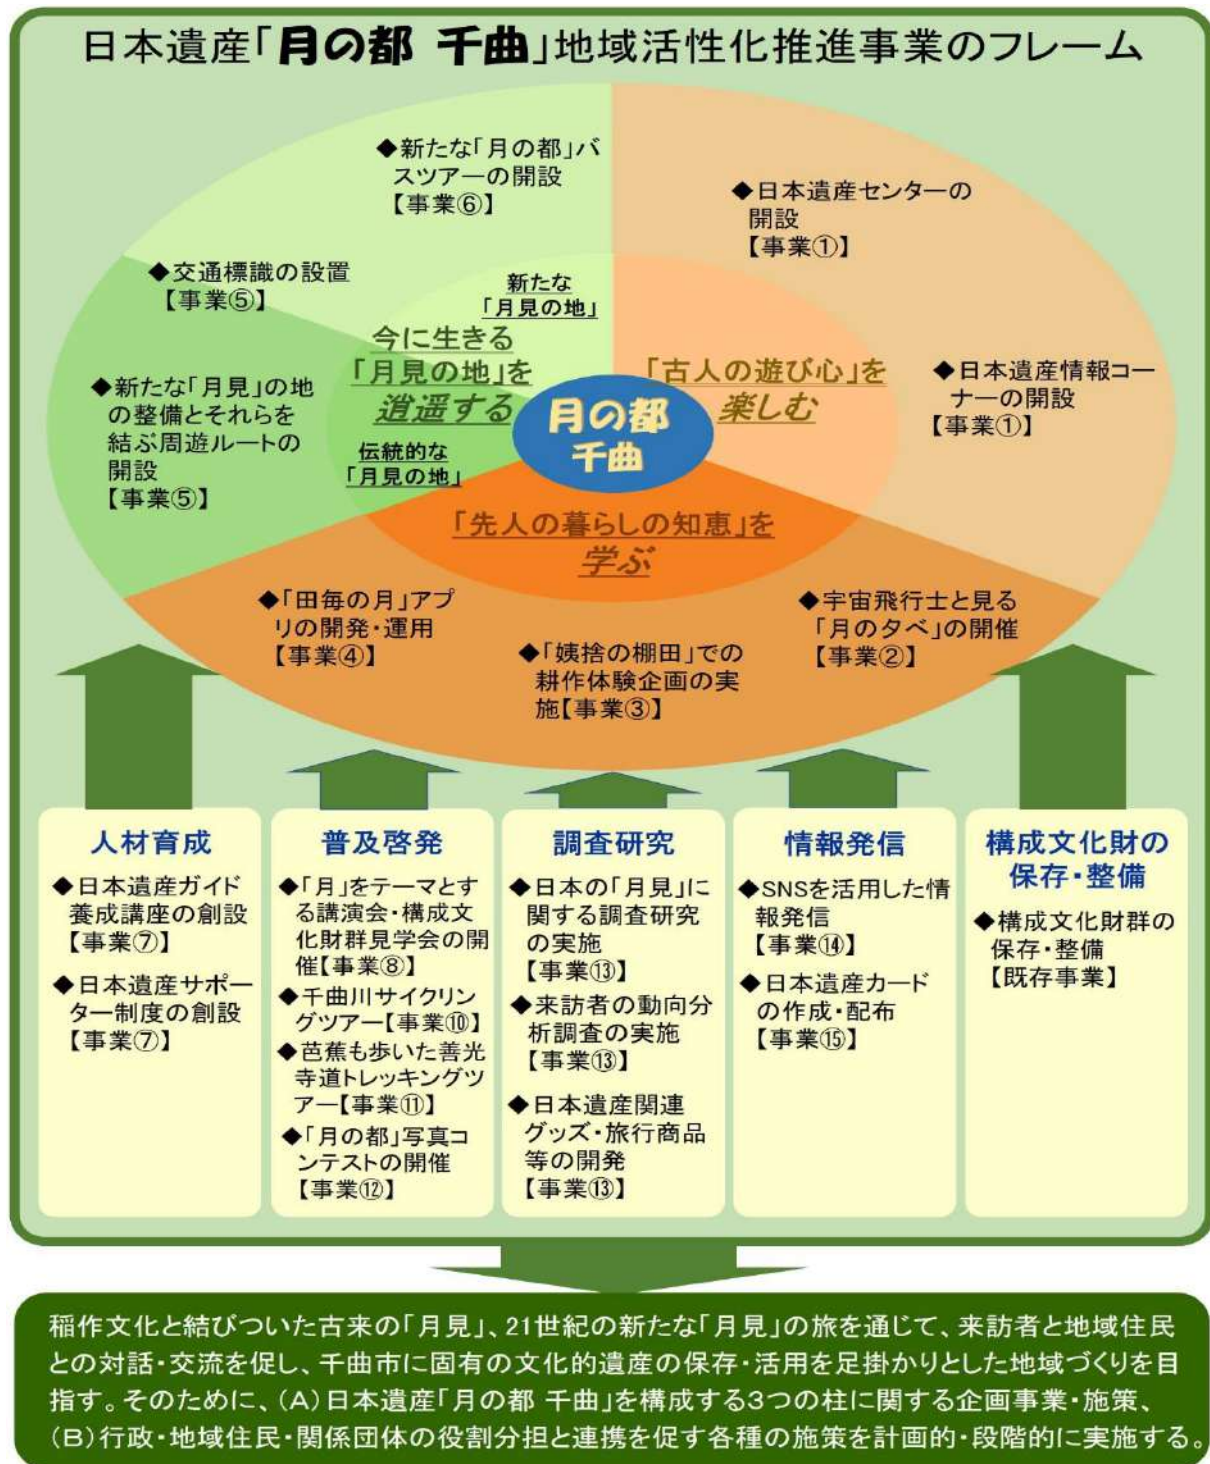 日本遺産「月の都 千曲」地域活性化推進事業のフレーム
◆新たな「月の都」バ
スツアーの開設
【事業⑥】
◆日本遺産センターの
開設
【事業①】
◆交通標識の設置
【事業⑤】
新たな
「月見の地」
今に生きる
「月見の地」を
逍遥する
「古人の遊び心」を
楽しむ
◆日本遺産情報コー
ナーの開設
【事業①】
◆新たな「月見」の地
の整備とそれらを
結ぶ周遊ルートの
開設
【事業⑤】
月の都
千曲
伝統的な
「月見の地」
「先人の暮らしの知恵」を
学ぶ
◆「田毎の月」アプ
リの開発・運用
【事業④】
◆「姨捨の棚田」での
耕作体験企画の実
施【事業③】
◆宇宙飛行士と見る
「月の夕べ」の開催
【事業②】
人材育成
◆日本遺産ガイド
養成講座の創設
【事業⑦】
◆日本遺産サポー
ター制度の創設
【事業⑦】
普及啓発
◆「月」をテーマとす
る講演会・構成文
化財群見学会の開
催【事業⑧】
◆千曲川サイクリン
グツアー【事業⑩】
◆芭蕉も歩いた善光
寺道トレッキングツ
アー【事業⑪】
◆「月の都」写真コ
ンテストの開催
【事業⑫】
調査研究
◆日本の「月見」に
関する調査研究
の実施
【事業⑬】
◆来訪者の動向分
析調査の実施
【事業⑬】
◆日本遺産関連
グッズ・旅行商品
等の開発
【事業⑬】
情報発信
◆SNSを活用した情
報発信
【事業⑭】
◆日本遺産カード
の作成・配布
【事業⑮】
構成文化財の
保存・整備
◆構成文化財群の
保存・整備
【既存事業】
稲作文化と結びついた古来の「月見」、21世紀の新たな「月見」の旅を通じて、来訪者と地域住民
との対話・交流を促し、千曲市に固有の文化的遺産の保存・活用を足掛かりとした地域づくりを目
指す。そのために、(A)日本遺産「月の都 千曲」を構成する3つの柱に関する企画事業・施策、
(B)行政・地域住民・関係団体の役割分担と連携を促す各種の施策を計画的・段階的に実施する。